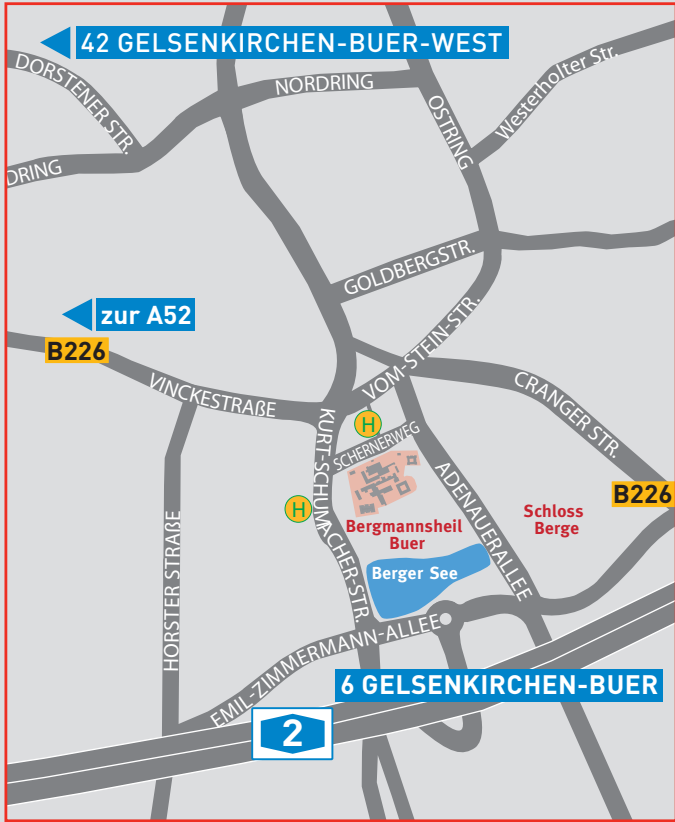 42 GELSENKIRCHEN-BUER-WEST
DORSTENER STR.
NORDRING
OSTRING
Westerholter Str.
DRING
GOLDBERGSTR.
zur A52
B226
VINCKESTRAßE
VOM-STEIN-STR.
CRANGER STR.
KURT-SCHUMACHER-STR.
H
SCHERNERWEG
ADENAUERALLEE
B226
H
Bergmannsheil
Buer
Schloss
Berge
HORSTER STRAßE
Berger See
EMIL-ZIMMERMANN-ALLEE
6 GELSENKIRCHEN-BUER
2